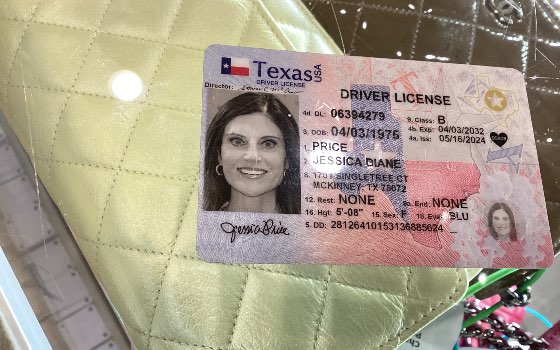 Texas USA
DRIVER LICENSE
Director:
DRIVER LICENSE
4d. DL: 06394279
9. Class: B
3. DOB: 04/03/1975
4b. Exp: 04/03/2032
4a. Iss: 05/16/2024
1. PRICE
2. JESSICA DIANE
8. 1701 SINGLETREE CT
MCKINNEY, TX 75072
12. Rest: NONE
9a. End: NONE
16. Hgt: 5'-08"
15. Sex: F
18. Eyes: BLU
5. DD: 28126410153136885624
Jessica Price